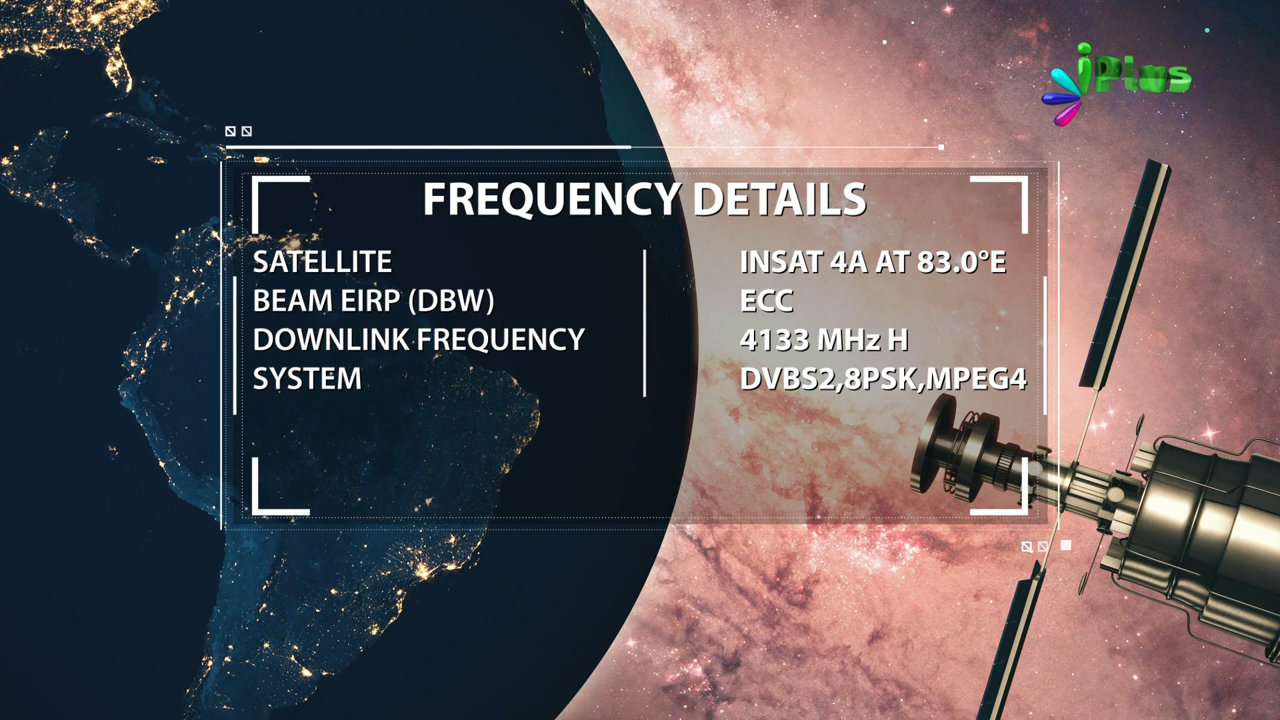 iPlus
FREQUENCY DETAILS
SATELLITE INSAT 4A AT 83.0°E
BEAM EIRP (DBW) ECC
DOWNLINK FREQUENCY 4133 MHz H
SYSTEM DVBS2,8PSK,MPEG4